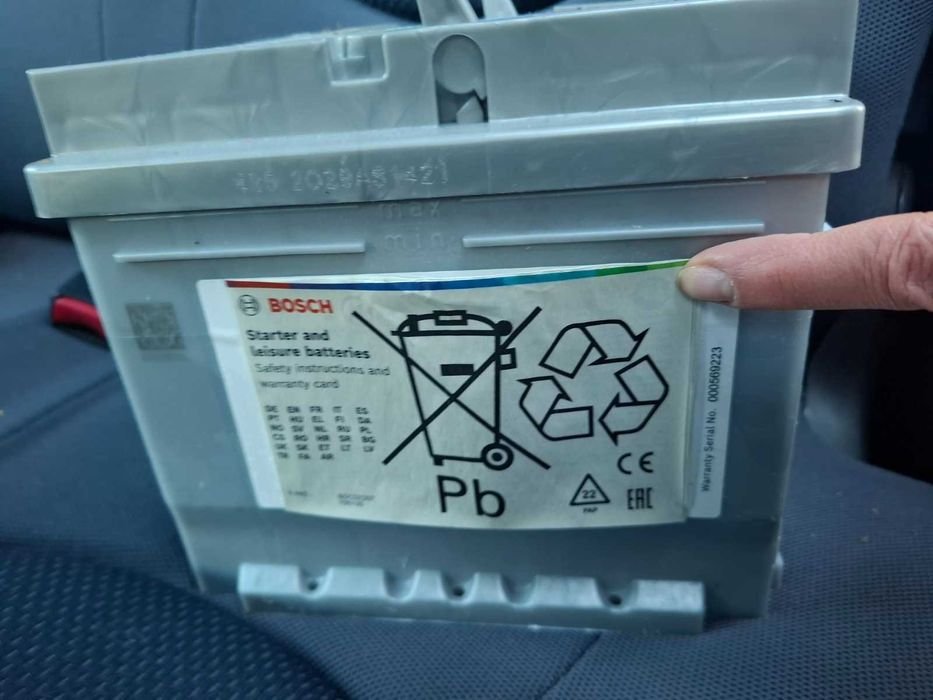 max
min
BOSCH
Starter and
leisure batteries
Safety instructions and
warranty card
DE EN FR IT ES
PT HU EL FI DA
NO SV NL RU PL
CS RO HR SR BG
UK SK ET LT LV
TR FA AR
Pb
CE
22
PAP
EAC
Warranty Serial No. 000569223